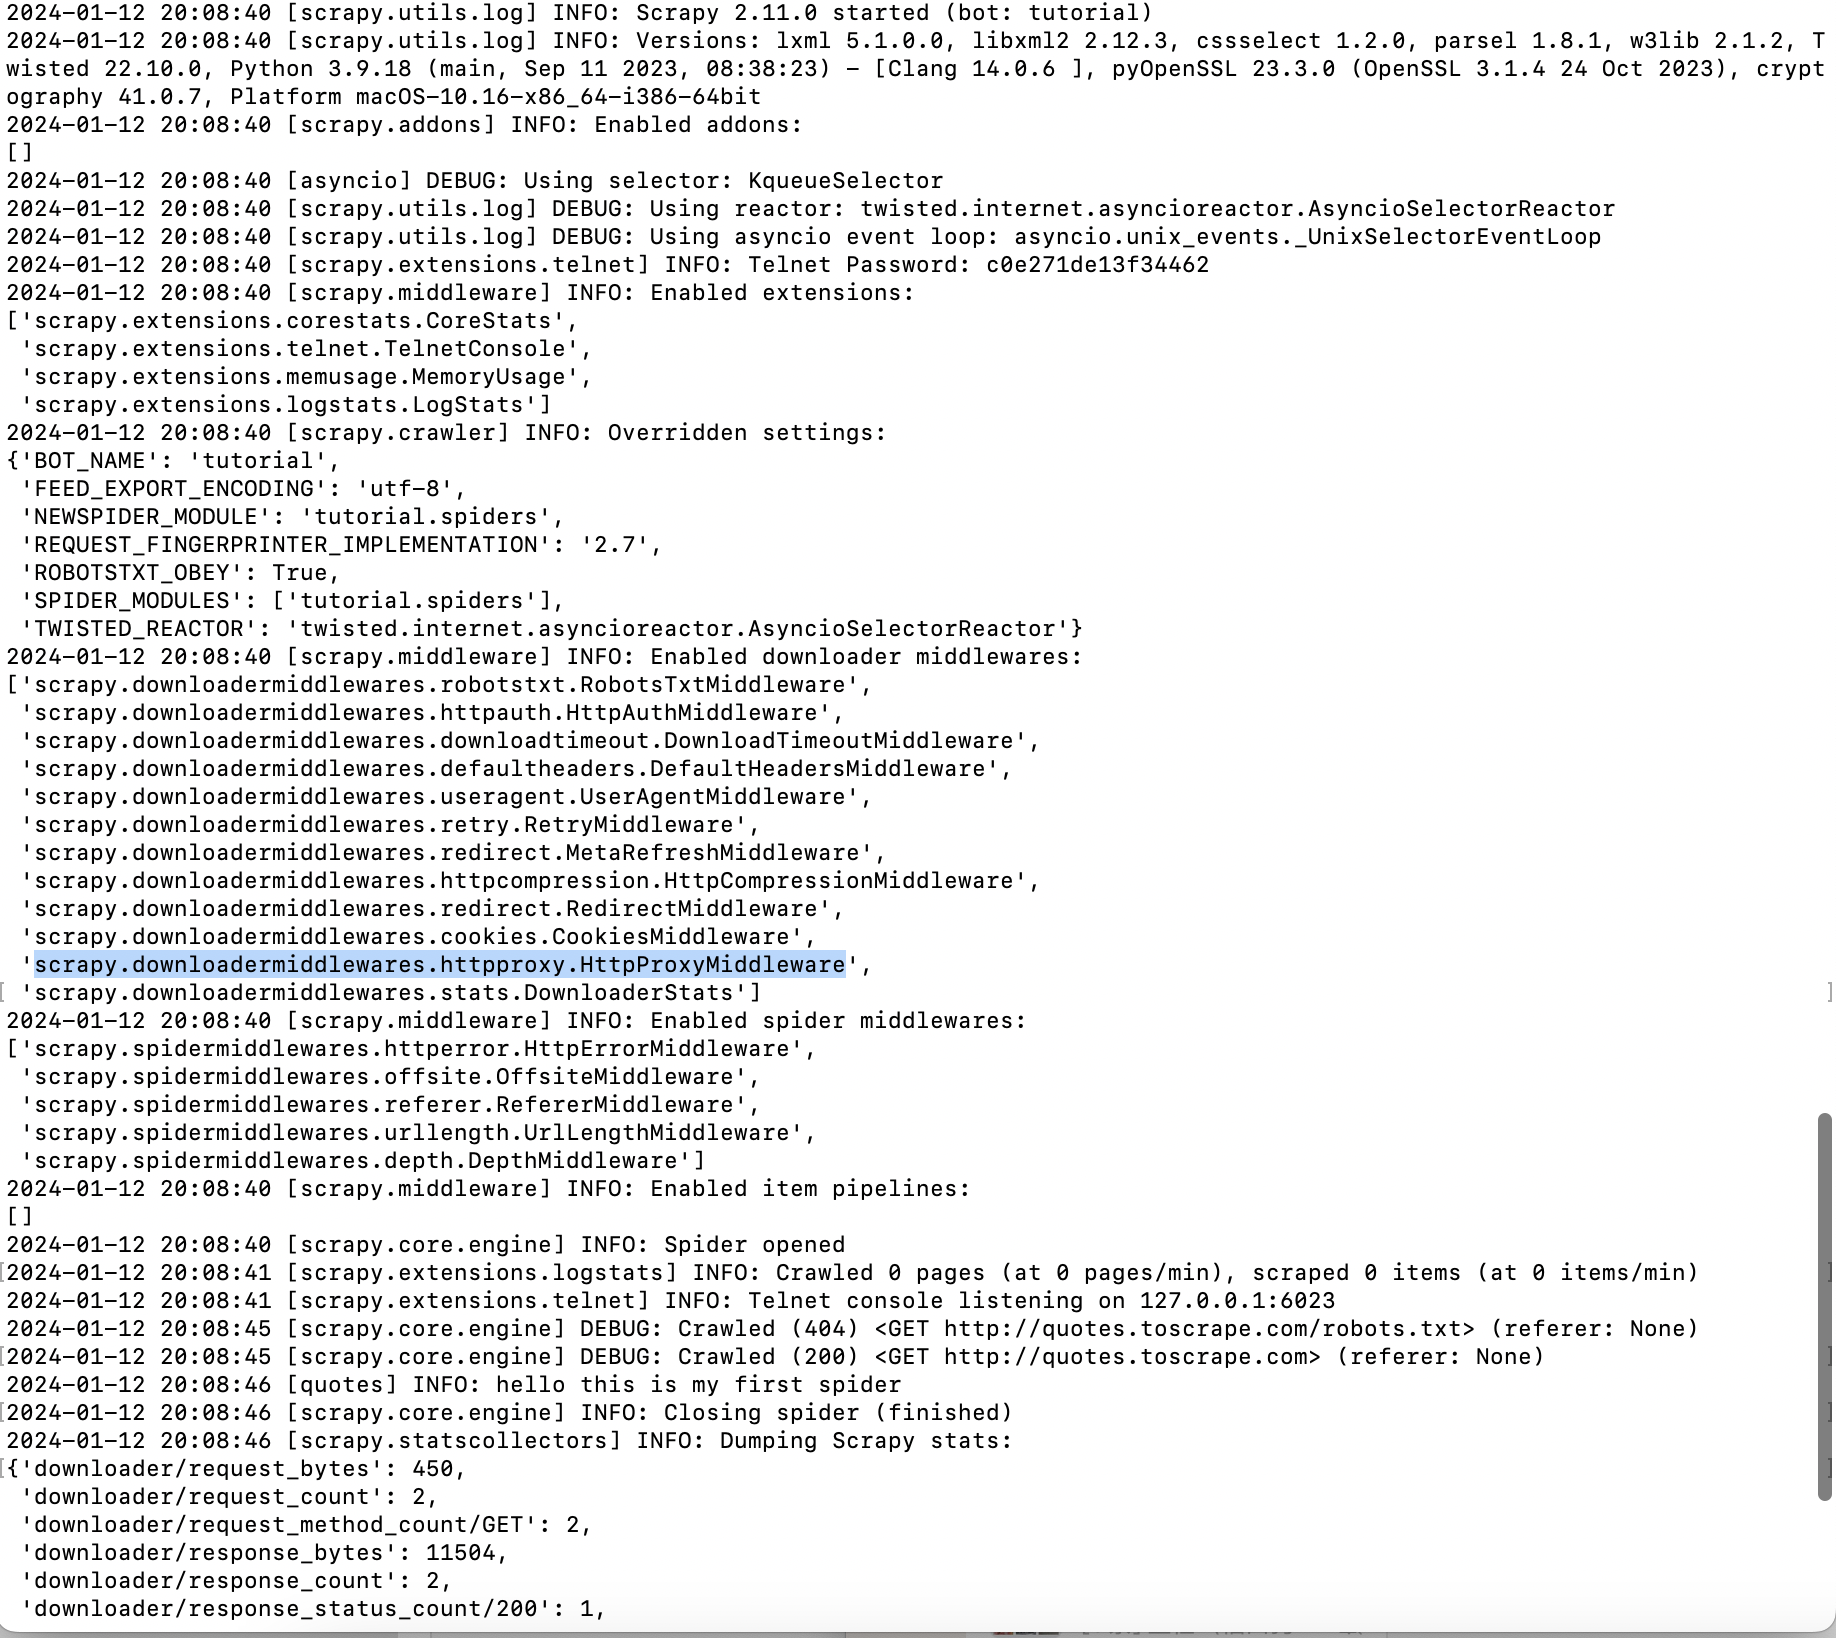 2024-01-12 20:08:40 [scrapy.utils.log] INFO: Scrapy 2.11.0 started (bot: tutorial)
2024-01-12 20:08:40 [scrapy.utils.log] INFO: Versions: lxml 5.1.0.0, libxml2 2.12.3, cssselect 1.2.0, parsel 1.8.1, w3lib 2.1.2, T
wisted 22.10.0, Python 3.9.18 (main, Sep 11 2023, 08:38:23) - [Clang 14.0.6 ], pyOpenSSL 23.3.0 (OpenSSL 3.1.4 24 Oct 2023), crypt
ography 41.0.7, Platform macOS-10.16-x86_64-i386-64bit
2024-01-12 20:08:40 [scrapy.addons] INFO: Enabled addons:
[]
2024-01-12 20:08:40 [asyncio] DEBUG: Using selector: KqueueSelector
2024-01-12 20:08:40 [scrapy.utils.log] DEBUG: Using reactor: twisted.internet.asyncioreactor.AsyncioSelectorReactor
2024-01-12 20:08:40 [scrapy.utils.log] DEBUG: Using asyncio event loop: asyncio.unix_events._UnixSelectorEventLoop
2024-01-12 20:08:40 [scrapy.extensions.telnet] INFO: Telnet Password: c0e271de13f34462
2024-01-12 20:08:40 [scrapy.middleware] INFO: Enabled extensions:
['scrapy.extensions.corestats.CoreStats',
 'scrapy.extensions.telnet.TelnetConsole',
 'scrapy.extensions.memusage.MemoryUsage',
 'scrapy.extensions.logstats.LogStats']
2024-01-12 20:08:40 [scrapy.crawler] INFO: Overridden settings:
{'BOT_NAME': 'tutorial',
 'FEED_EXPORT_ENCODING': 'utf-8',
 'NEWSPIDER_MODULE': 'tutorial.spiders',
 'REQUEST_FINGERPRINTER_IMPLEMENTATION': '2.7',
 'ROBOTSTXT_OBEY': True,
 'SPIDER_MODULES': ['tutorial.spiders'],
 'TWISTED_REACTOR': 'twisted.internet.asyncioreactor.AsyncioSelectorReactor'}
2024-01-12 20:08:40 [scrapy.middleware] INFO: Enabled downloader middlewares:
['scrapy.downloadermiddlewares.robotstxt.RobotsTxtMiddleware',
 'scrapy.downloadermiddlewares.httpauth.HttpAuthMiddleware',
 'scrapy.downloadermiddlewares.downloadtimeout.DownloadTimeoutMiddleware',
 'scrapy.downloadermiddlewares.defaultheaders.DefaultHeadersMiddleware',
 'scrapy.downloadermiddlewares.useragent.UserAgentMiddleware',
 'scrapy.downloadermiddlewares.retry.RetryMiddleware',
 'scrapy.downloadermiddlewares.redirect.MetaRefreshMiddleware',
 'scrapy.downloadermiddlewares.httpcompression.HttpCompressionMiddleware',
 'scrapy.downloadermiddlewares.redirect.RedirectMiddleware',
 'scrapy.downloadermiddlewares.cookies.CookiesMiddleware',
 'scrapy.downloadermiddlewares.httpproxy.HttpProxyMiddleware',
 'scrapy.downloadermiddlewares.stats.DownloaderStats']
2024-01-12 20:08:40 [scrapy.middleware] INFO: Enabled spider middlewares:
['scrapy.spidermiddlewares.httperror.HttpErrorMiddleware',
 'scrapy.spidermiddlewares.offsite.OffsiteMiddleware',
 'scrapy.spidermiddlewares.referer.RefererMiddleware',
 'scrapy.spidermiddlewares.urllength.UrlLengthMiddleware',
 'scrapy.spidermiddlewares.depth.DepthMiddleware']
2024-01-12 20:08:40 [scrapy.middleware] INFO: Enabled item pipelines:
[]
2024-01-12 20:08:40 [scrapy.core.engine] INFO: Spider opened
2024-01-12 20:08:41 [scrapy.extensions.logstats] INFO: Crawled 0 pages (at 0 pages/min), scraped 0 items (at 0 items/min)
2024-01-12 20:08:41 [scrapy.extensions.telnet] INFO: Telnet console listening on 127.0.0.1:6023
2024-01-12 20:08:45 [scrapy.core.engine] DEBUG: Crawled (404) <GET http://quotes.toscrape.com/robots.txt> (referer: None)
2024-01-12 20:08:45 [scrapy.core.engine] DEBUG: Crawled (200) <GET http://quotes.toscrape.com> (referer: None)
2024-01-12 20:08:46 [quotes] INFO: hello this is my first spider
2024-01-12 20:08:46 [scrapy.core.engine] INFO: Closing spider (finished)
2024-01-12 20:08:46 [scrapy.statscollectors] INFO: Dumping Scrapy stats:
{'downloader/request_bytes': 450,
 'downloader/request_count': 2,
 'downloader/request_method_count/GET': 2,
 'downloader/response_bytes': 11504,
 'downloader/response_count': 2,
 'downloader/response_status_count/200': 1,